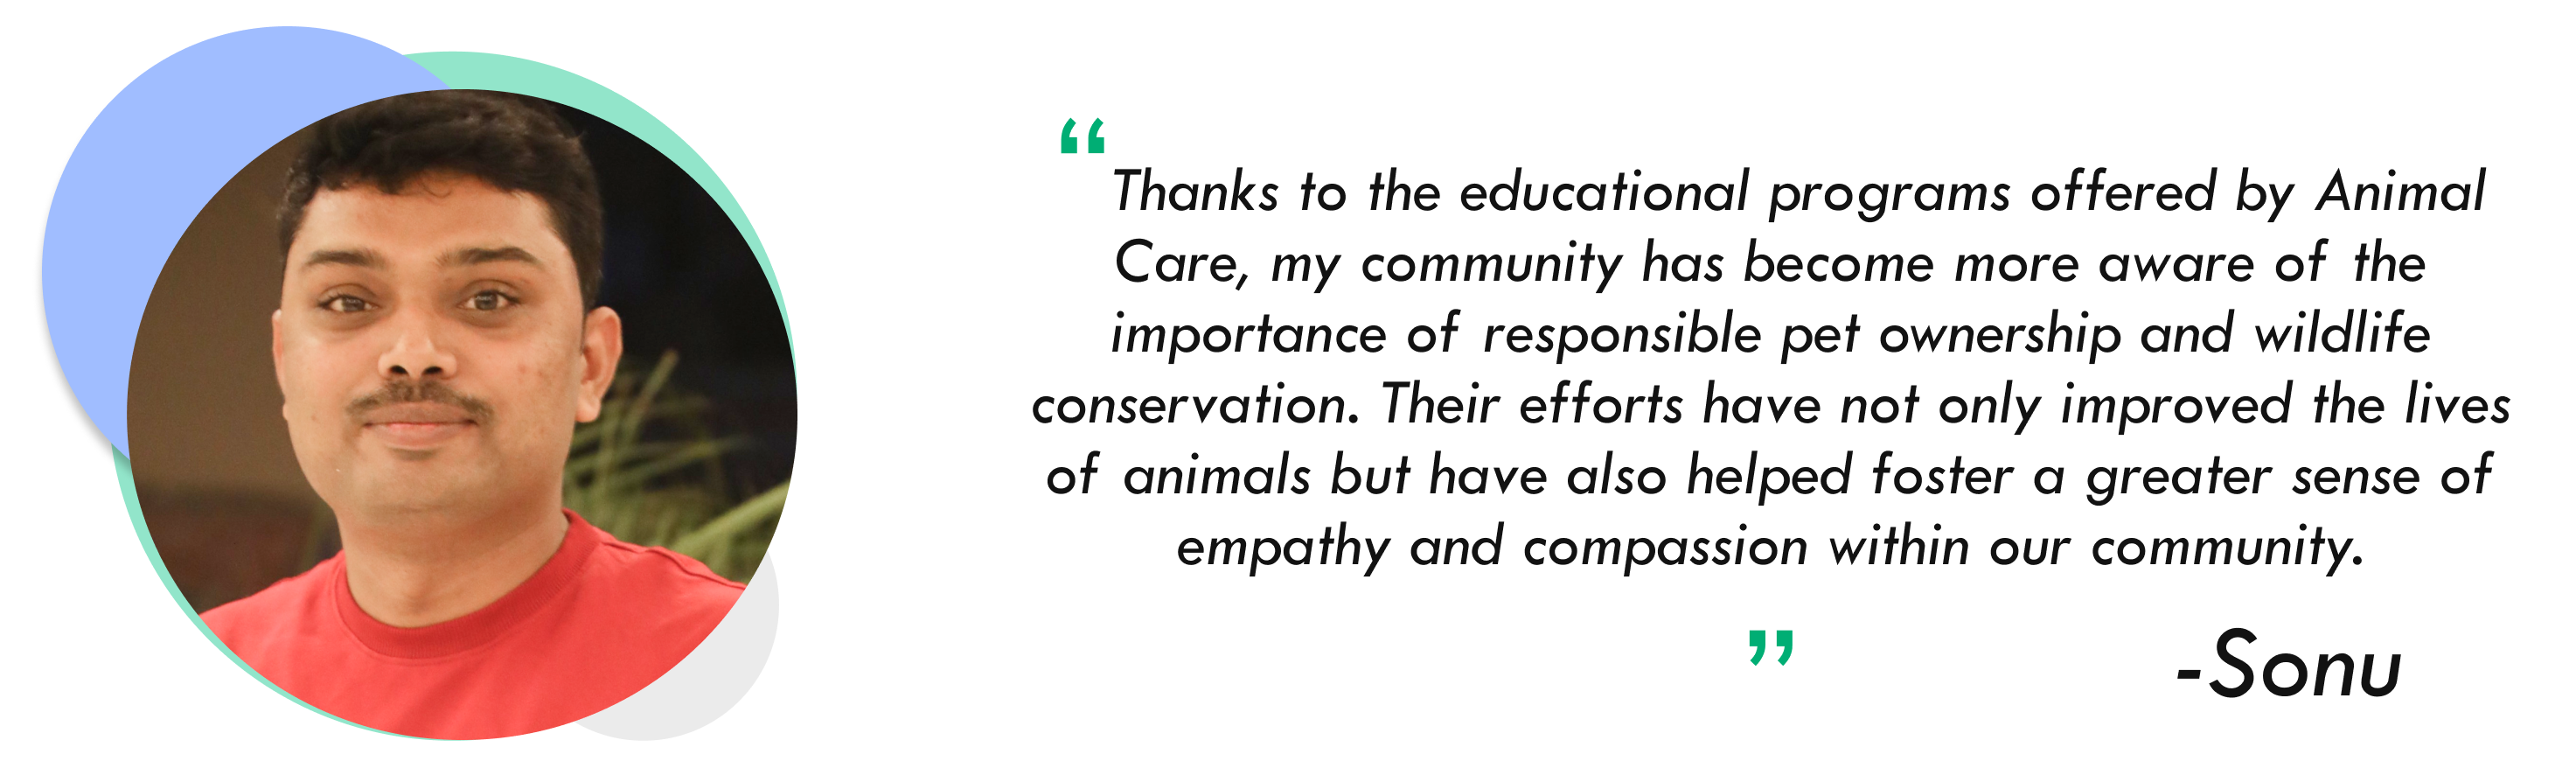 “
Thanks to the educational programs offered by Animal
Care, my community has become more aware of the
importance of responsible pet ownership and wildlife
conservation. Their efforts have not only improved the lives
of animals but have also helped foster a greater sense of
empathy and compassion within our community.
”
-Sonu